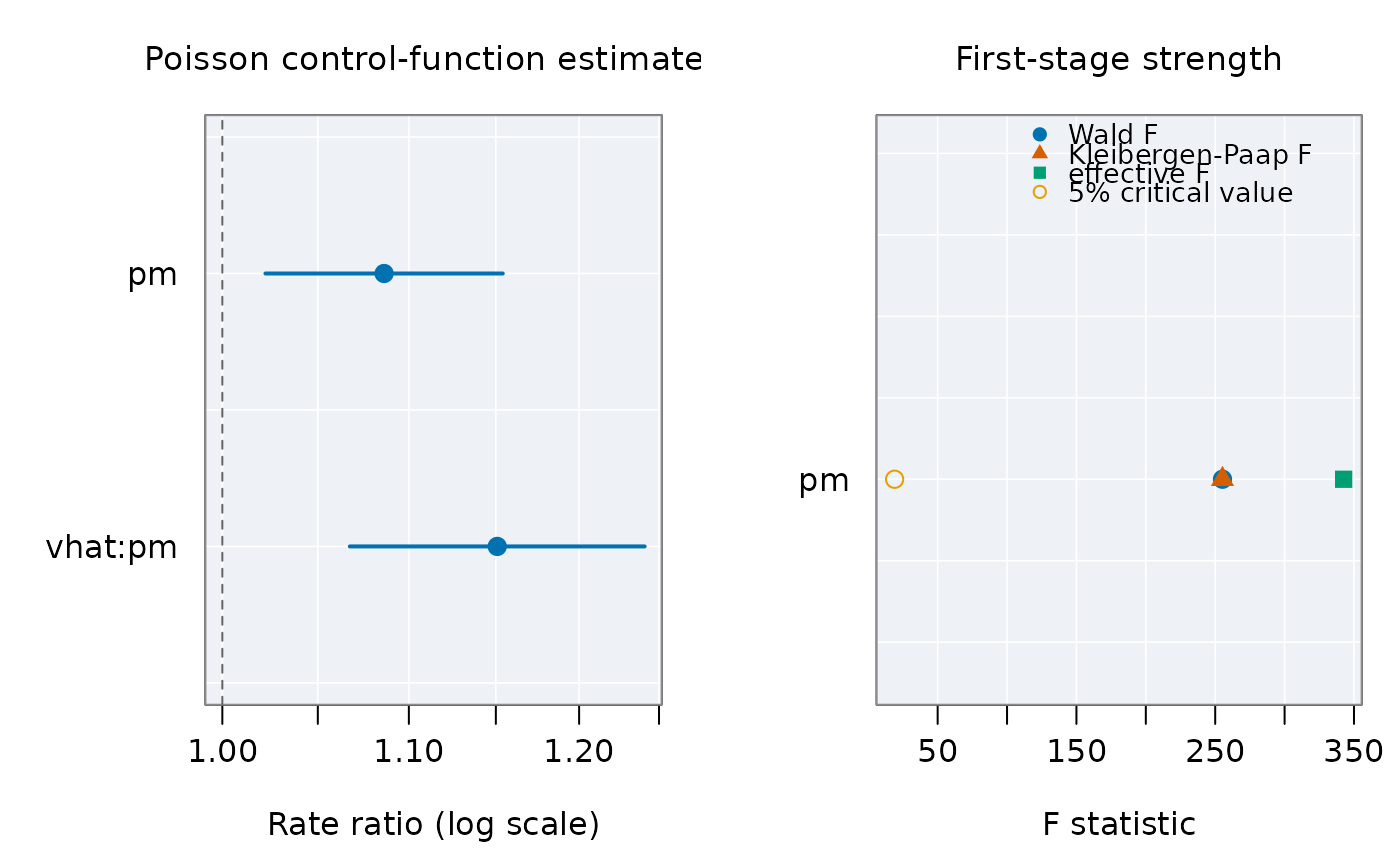 Poisson control-function estimate
pm
vhat:pm
1.00
1.10
1.20
Rate ratio (log scale)
First-stage strength
Wald F
Kleibergen-Paap F
effective F
5% critical value
pm
50
150
250
350
F statistic